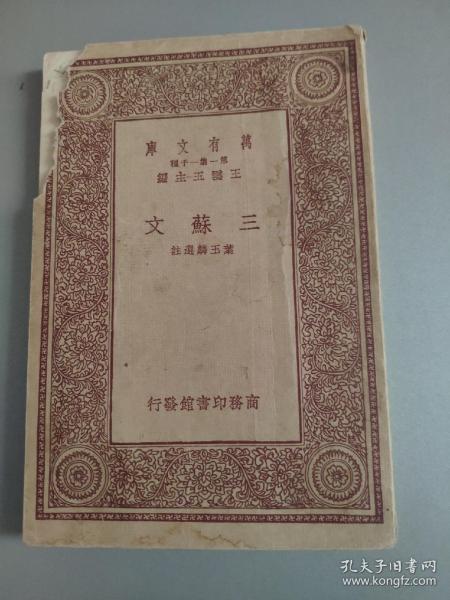 萬有文庫
第一集一千種
王雲五主編
三蘇文
葉玉麟選註
商務印書館發行
孔夫子旧书网
www.kongfz.com